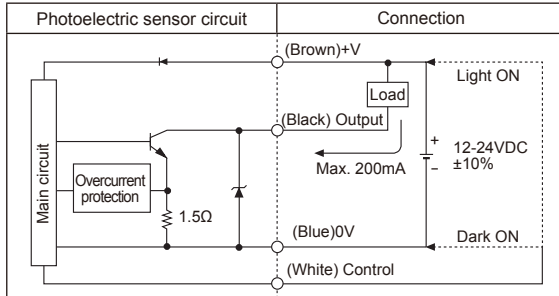 Photoelectric sensor circuit
Connection
(Brown)+V
Light ON
Load
(Black) Output
Max. 200mA
+
12-24VDC
±10%
−
Main circuit
Overcurrent
protection
1.5Ω
(Blue)0V
Dark ON
(White) Control